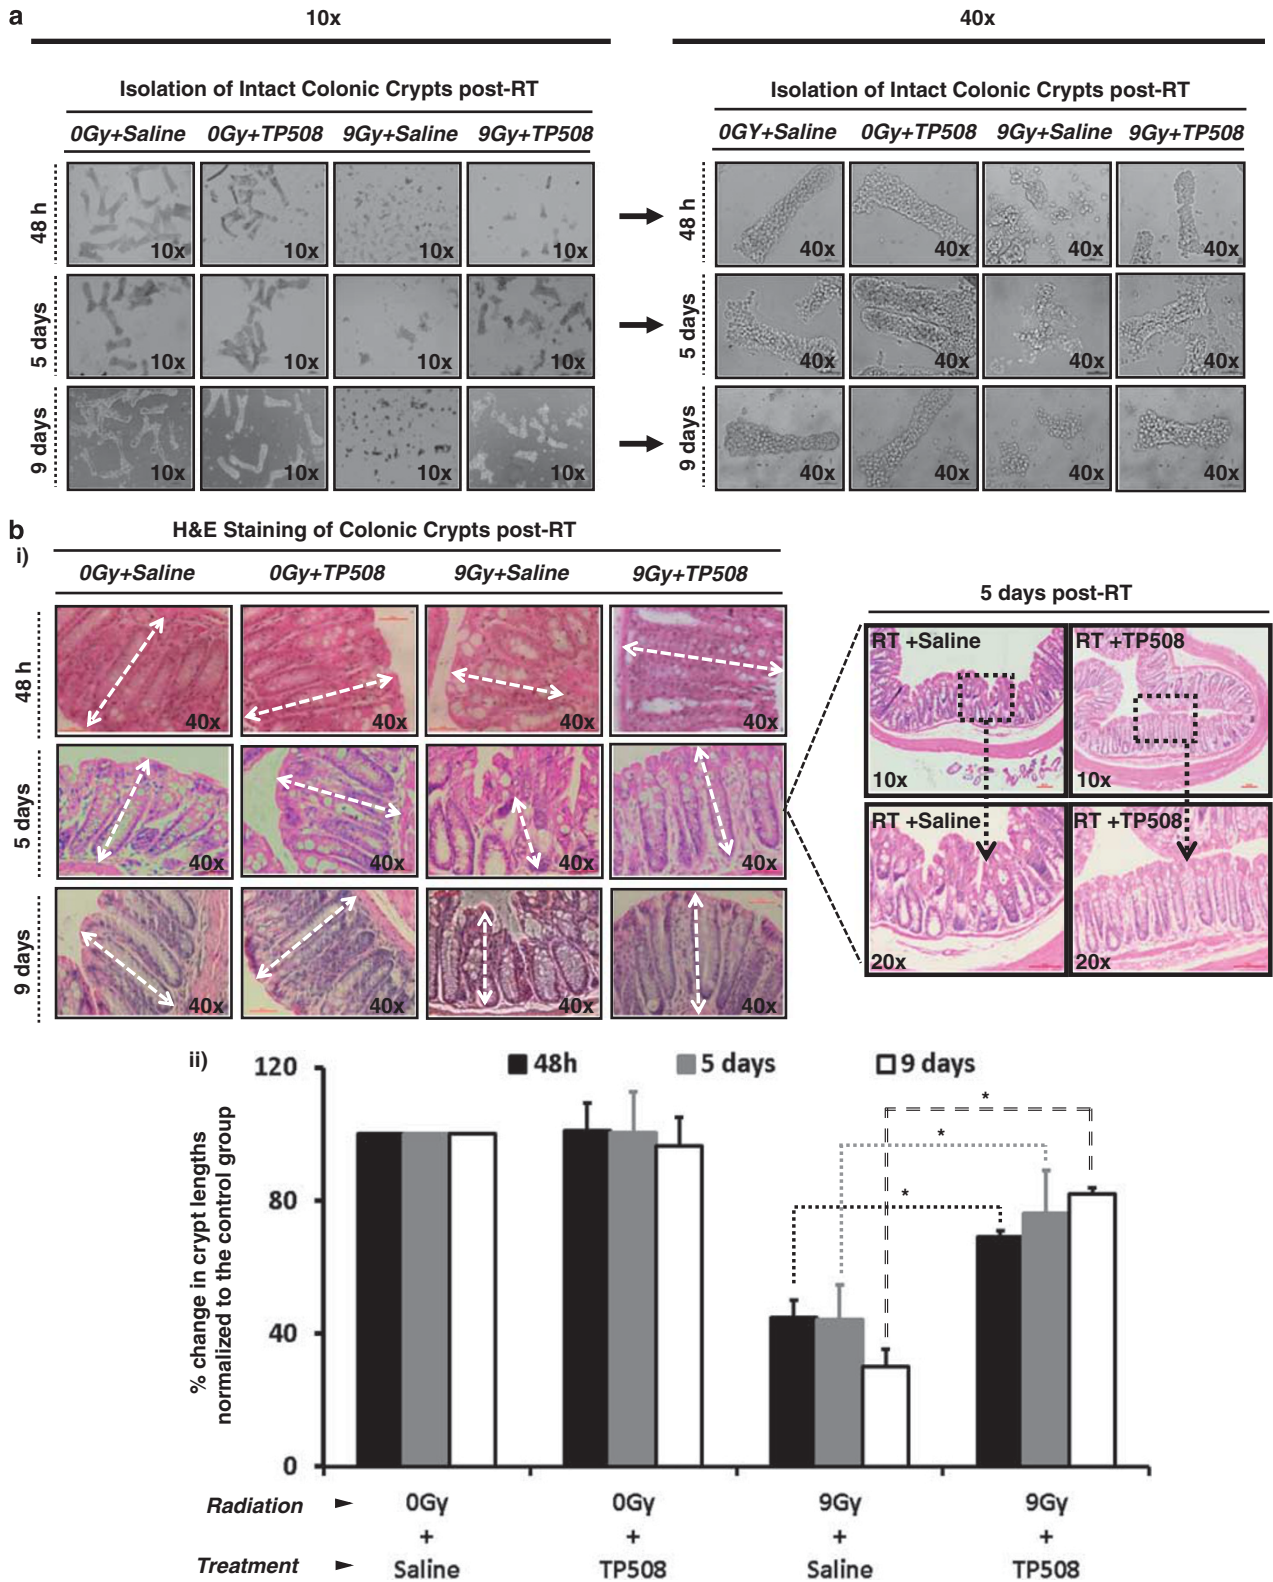 a
10x
40x
Isolation of Intact Colonic Crypts post-RT
Isolation of Intact Colonic Crypts post-RT
0Gy+Saline 0Gy+TP508 9Gy+Saline 9Gy+TP508
0GY+Saline 0Gy+TP508 9Gy+Saline 9Gy+TP508
48 h
10x 10x 10x 10x
48 h
40x 40x 40x 40x
5 days
10x 10x 10x 10x
5 days
40x 40x 40x 40x
9 days
10x 10x 10x 10x
9 days
40x 40x 40x 40x
b
i)
H&E Staining of Colonic Crypts post-RT
0Gy+Saline 0Gy+TP508 9Gy+Saline 9Gy+TP508
48 h
40x 40x 40x 40x
5 days
40x 40x 40x 40x
9 days
40x 40x 40x 40x
5 days post-RT
RT +Saline RT +TP508
10x 10x
RT +Saline RT +TP508
20x 20x
ii)
48h 5 days 9 days
% change in crypt lengths
normalized to the control group
120
80
40
0
* * *
Radiation 0Gy 0Gy 9Gy 9Gy
+ + + +
Treatment Saline TP508 Saline TP508